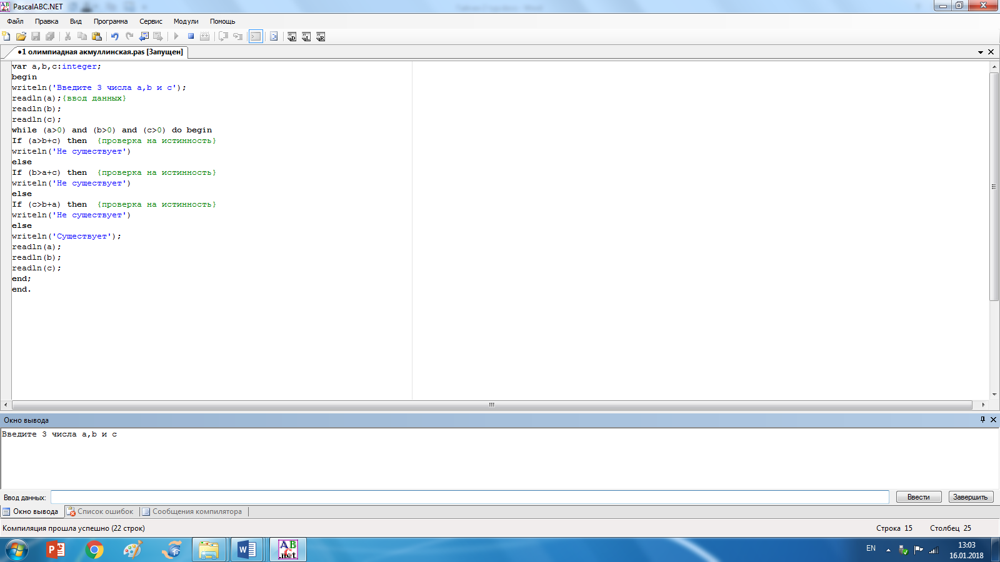 PascalABC.NET
Файл Правка Вид Программа Сервис Модули Помощь
•1 олимпиадная акмуллинская.pas [Запущен]
var a,b,c:integer;
begin
writeln('Введите 3 числа a,b и c');
readln(a);{ввод данных}
readln(b);
readln(c);
while (a>0) and (b>0) and (c>0) do begin
If (a>b+c) then {проверка на истинность}
writeln('Не существует')
else
If (b>a+c) then {проверка на истинность}
writeln('Не существует')
else
If (c>b+a) then {проверка на истинность}
writeln('Не существует')
else
writeln('Существует');
readln(a);
readln(b);
readln(c);
end;
end.
Окно вывода
Введите 3 числа a,b и c
Ввод данных: Ввести Завершить
Окно вывода Список ошибок Сообщения компилятора
Компиляция прошла успешно (22 строк) Строка 15 Столбец 25
EN 13:03
16.01.2018